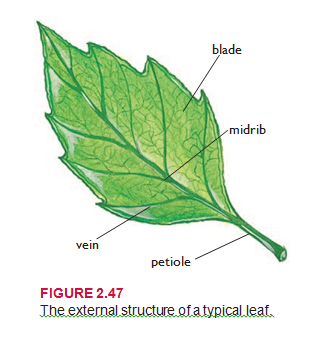 blade
midrib
vein
petiole
FIGURE 2.47
The external structure of a typical leaf.